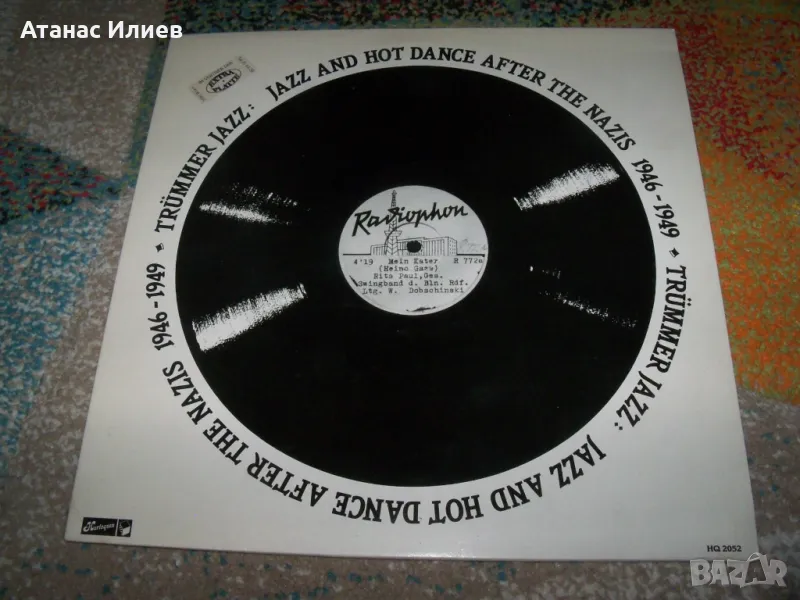 Атанас Илиев
TRÜMMER JAZZ: JAZZ AND HOT DANCE AFTER THE NAZIS 1946-1949 * TRÜMMER JAZZ: JAZZ AND HOT DANCE AFTER THE NAZIS 1946-1949 *
EXTRA
PLATTE
Radiophon
4'19 Mein Kater
(Heino Gaze)
Rita Paul, Ges.
Swingband d. Bln. Rdf.
Ltg. W. Dobschinski
Harlequin
HQ 2052
BAZAR